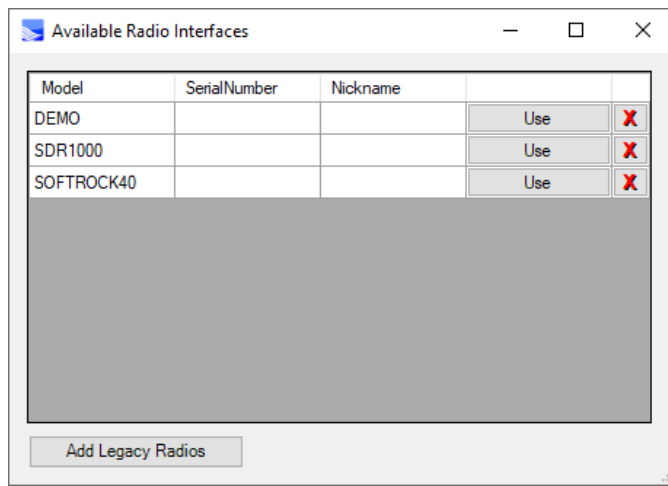 Available Radio Interfaces
Model SerialNumber Nickname
DEMO Use X
SDR1000 Use X
SOFTROCK40 Use X
Add Legacy Radios